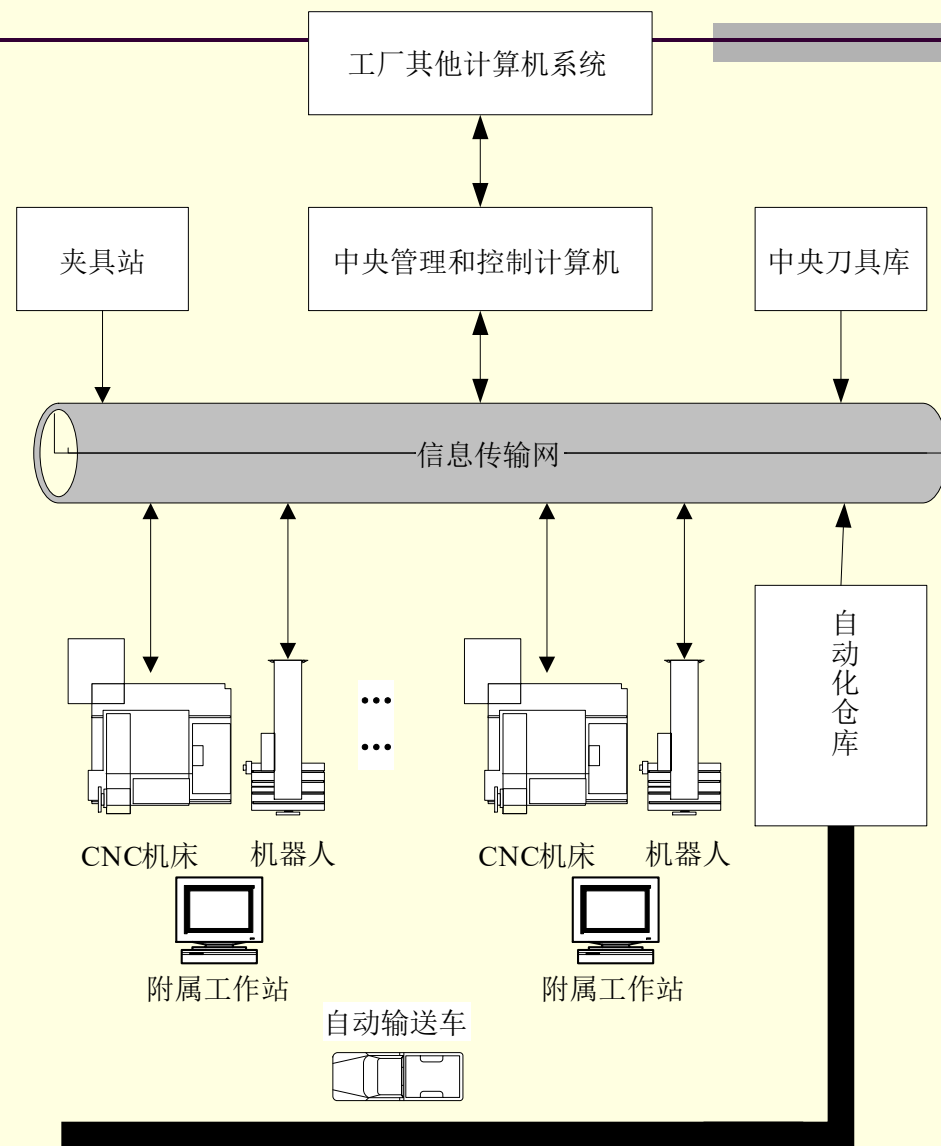 工厂其他计算机系统
夹具站
中央管理和控制计算机
中央刀具库
信息传输网
自动化仓库
CNC机床
机器人
CNC机床
机器人
附属工作站
附属工作站
自动输送车